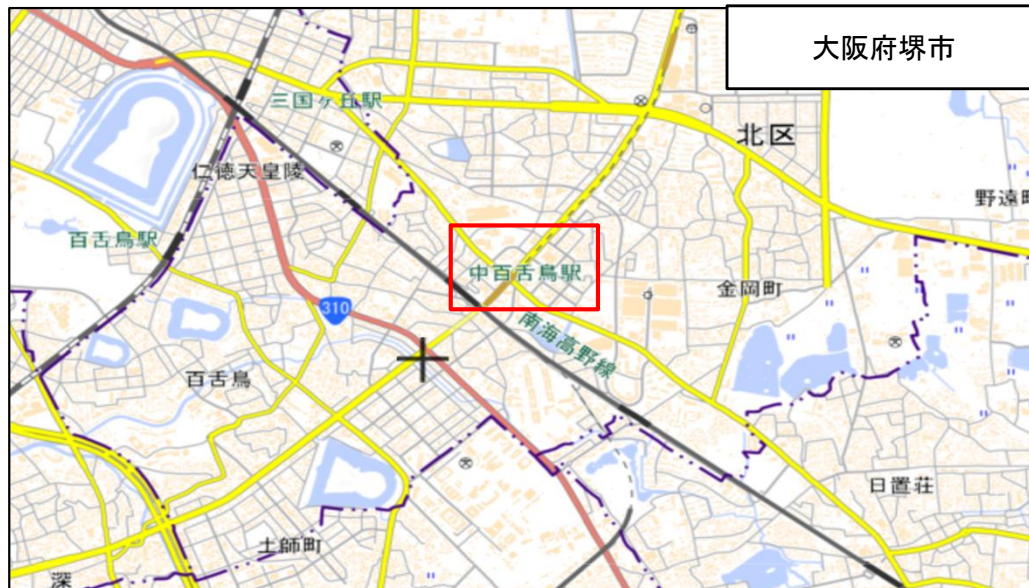 大阪府堺市
三国ヶ丘駅
北区
仁徳天皇陵
野遠町
百舌鳥駅
中百舌鳥駅
金岡町
310
南海高野線
百舌鳥
日置荘
土師町
深